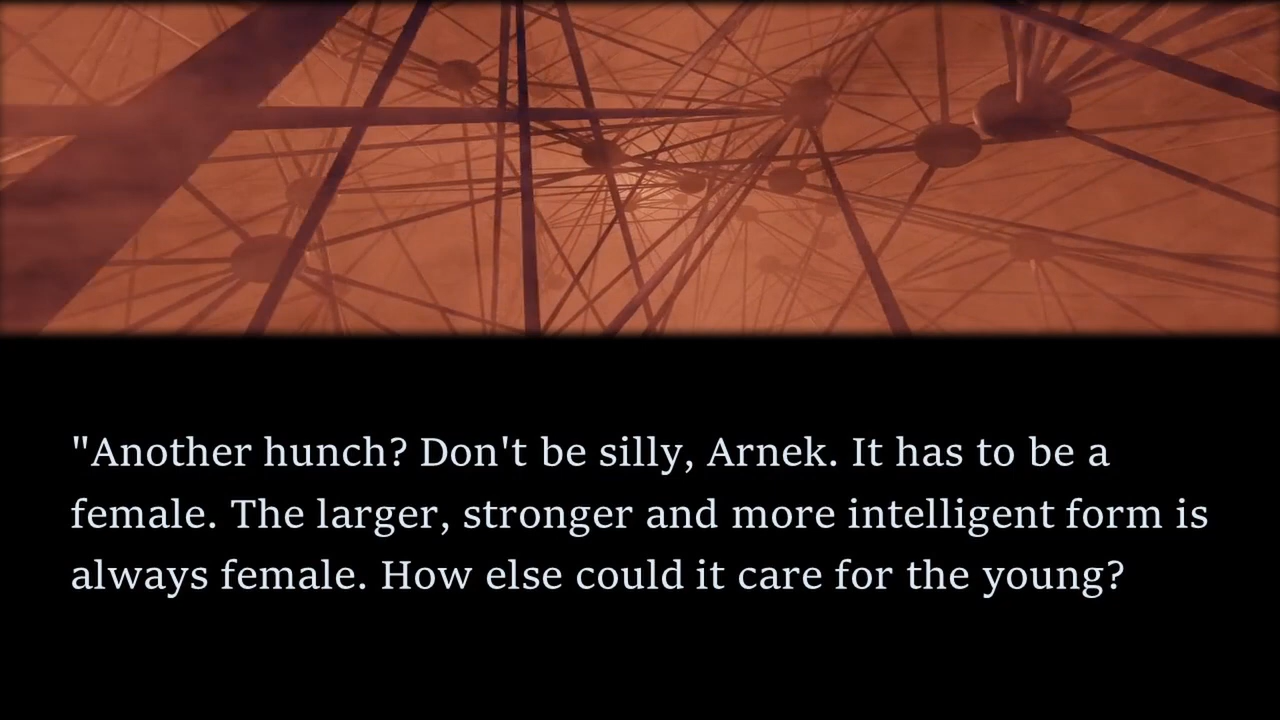 "Another hunch? Don't be silly, Arnek. It has to be a
female. The larger, stronger and more intelligent form is
always female. How else could it care for the young?